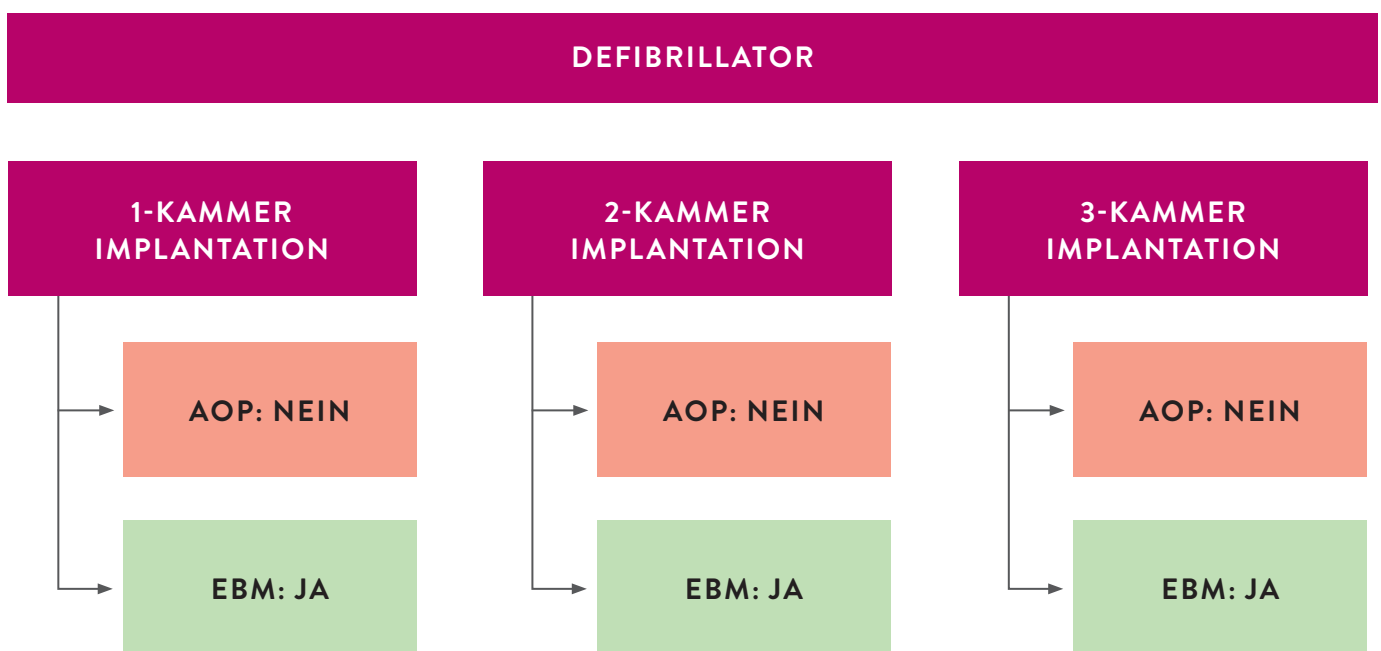 DEFIBRILLATOR
1-KAMMER
IMPLANTATION
AOP: NEIN
EBM: JA
2-KAMMER
IMPLANTATION
AOP: NEIN
EBM: JA
3-KAMMER
IMPLANTATION
AOP: NEIN
EBM: JA